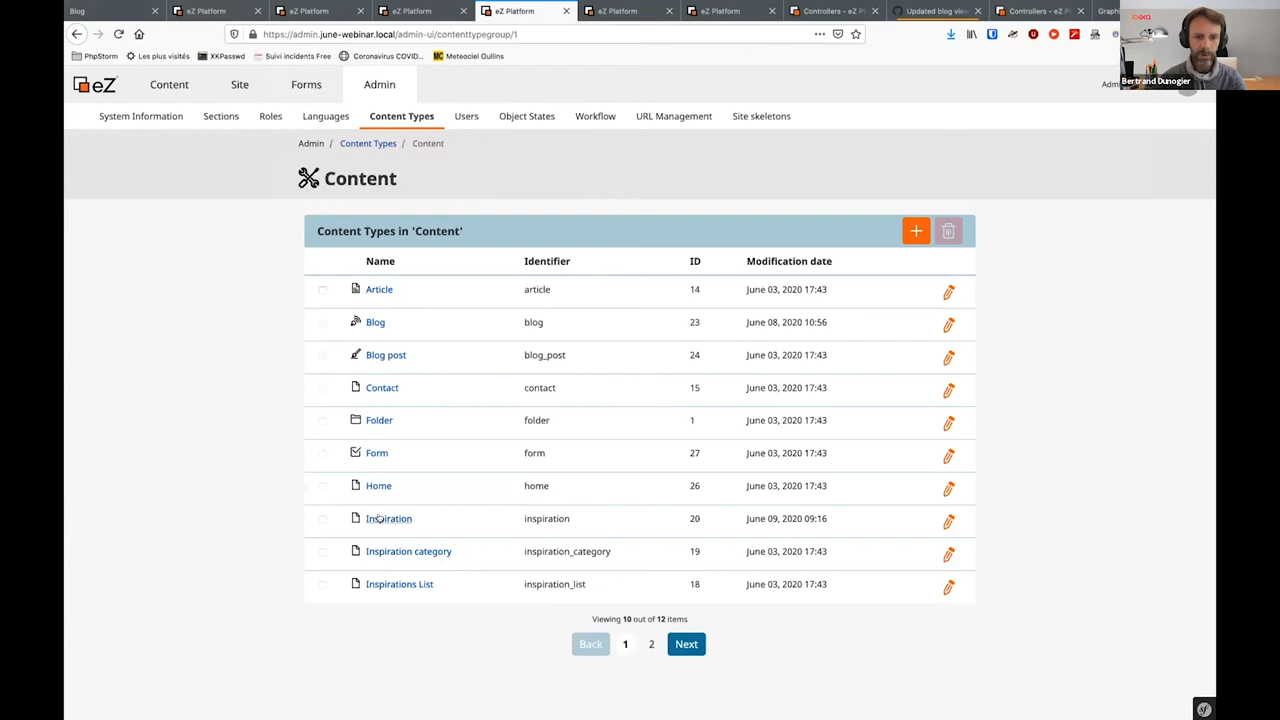 Blog
eZ Platform
eZ Platform
eZ Platform
eZ Platform
eZ Platform
eZ Platform
Controllers - eZ P
Updated blog view
Controllers - eZ P
https://admin.june-webinar.local/admin-ui/contenttypegroup/1
PhpStorm Les plus visités XKPasswd Suivi incidents Free Coronavirus COVID... Meteociel Oullins
Bertrand Dunogier
eZ Content Site Forms Admin
System Information Sections Roles Languages Content Types Users Object States Workflow URL Management Site skeletons
Admin / Content Types / Content
Content
Content Types in 'Content'
Name Identifier ID Modification date
Article article 14 June 03, 2020 17:43
Blog blog 23 June 08, 2020 10:56
Blog post blog_post 24 June 03, 2020 17:43
Contact contact 15 June 03, 2020 17:43
Folder folder 1 June 03, 2020 17:43
Form form 27 June 03, 2020 17:43
Home home 26 June 03, 2020 17:43
Inspiration inspiration 20 June 09, 2020 09:16
Inspiration category inspiration_category 19 June 03, 2020 17:43
Inspirations List inspiration_list 18 June 03, 2020 17:43
Viewing 10 out of 12 items
Back 1 2 Next